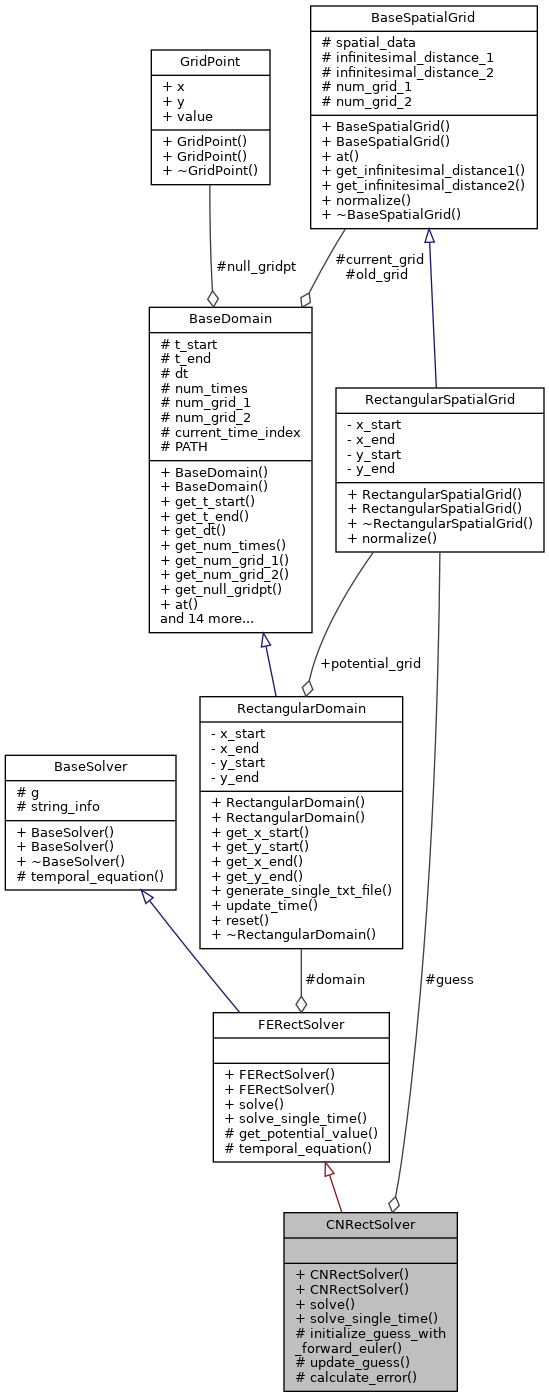 BaseSpatialGrid
# spatial_data
# infinitesimal_distance_1
# infinitesimal_distance_2
# num_grid_1
# num_grid_2
+ BaseSpatialGrid()
+ BaseSpatialGrid()
+ at()
+ get_infinitesimal_distance1()
+ get_infinitesimal_distance2()
+ normalize()
+ ~BaseSpatialGrid()
GridPoint
+ x
+ y
+ value
+ GridPoint()
+ GridPoint()
+ ~GridPoint()
#null_gridpt
#current_grid
#old_grid
BaseDomain
# t_start
# t_end
# dt
# num_times
# num_grid_1
# num_grid_2
# current_time_index
# PATH
+ BaseDomain()
+ BaseDomain()
+ get_t_start()
+ get_t_end()
+ get_dt()
+ get_num_times()
+ get_num_grid_1()
+ get_num_grid_2()
+ get_null_gridpt()
+ at()
and 14 more...
RectangularSpatialGrid
- x_start
- x_end
- y_start
- y_end
+ RectangularSpatialGrid()
+ RectangularSpatialGrid()
+ ~RectangularSpatialGrid()
+ normalize()
+potential_grid
RectangularDomain
- x_start
- x_end
- y_start
- y_end
+ RectangularDomain()
+ RectangularDomain()
+ get_x_start()
+ get_y_start()
+ get_x_end()
+ get_y_end()
+ generate_single_txt_file()
+ update_time()
+ reset()
+ ~RectangularDomain()
BaseSolver
# g
# string_info
+ BaseSolver()
+ BaseSolver()
+ ~BaseSolver()
# temporal_equation()
#domain
#guess
FERectSolver
+ FERectSolver()
+ FERectSolver()
+ solve()
+ solve_single_time()
# get_potential_value()
# temporal_equation()
CNRectSolver
+ CNRectSolver()
+ CNRectSolver()
+ solve()
+ solve_single_time()
# initialize_guess_with
_forward_euler()
# update_guess()
# calculate_error()